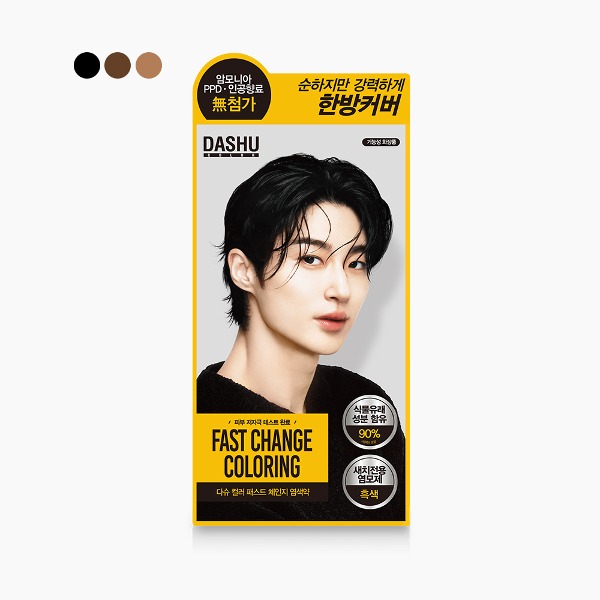 암모니아
PPD·인공향료
無첨가
순하지만 강력하게
한방커버
DASHU
기능성 화장품
피부 저자극 테스트 완료
FAST CHANGE
COLORING
다슈 컬러 패스트 체인지 염색약
식물유래
성분 함유
90%
새치전용
염모제
흑색